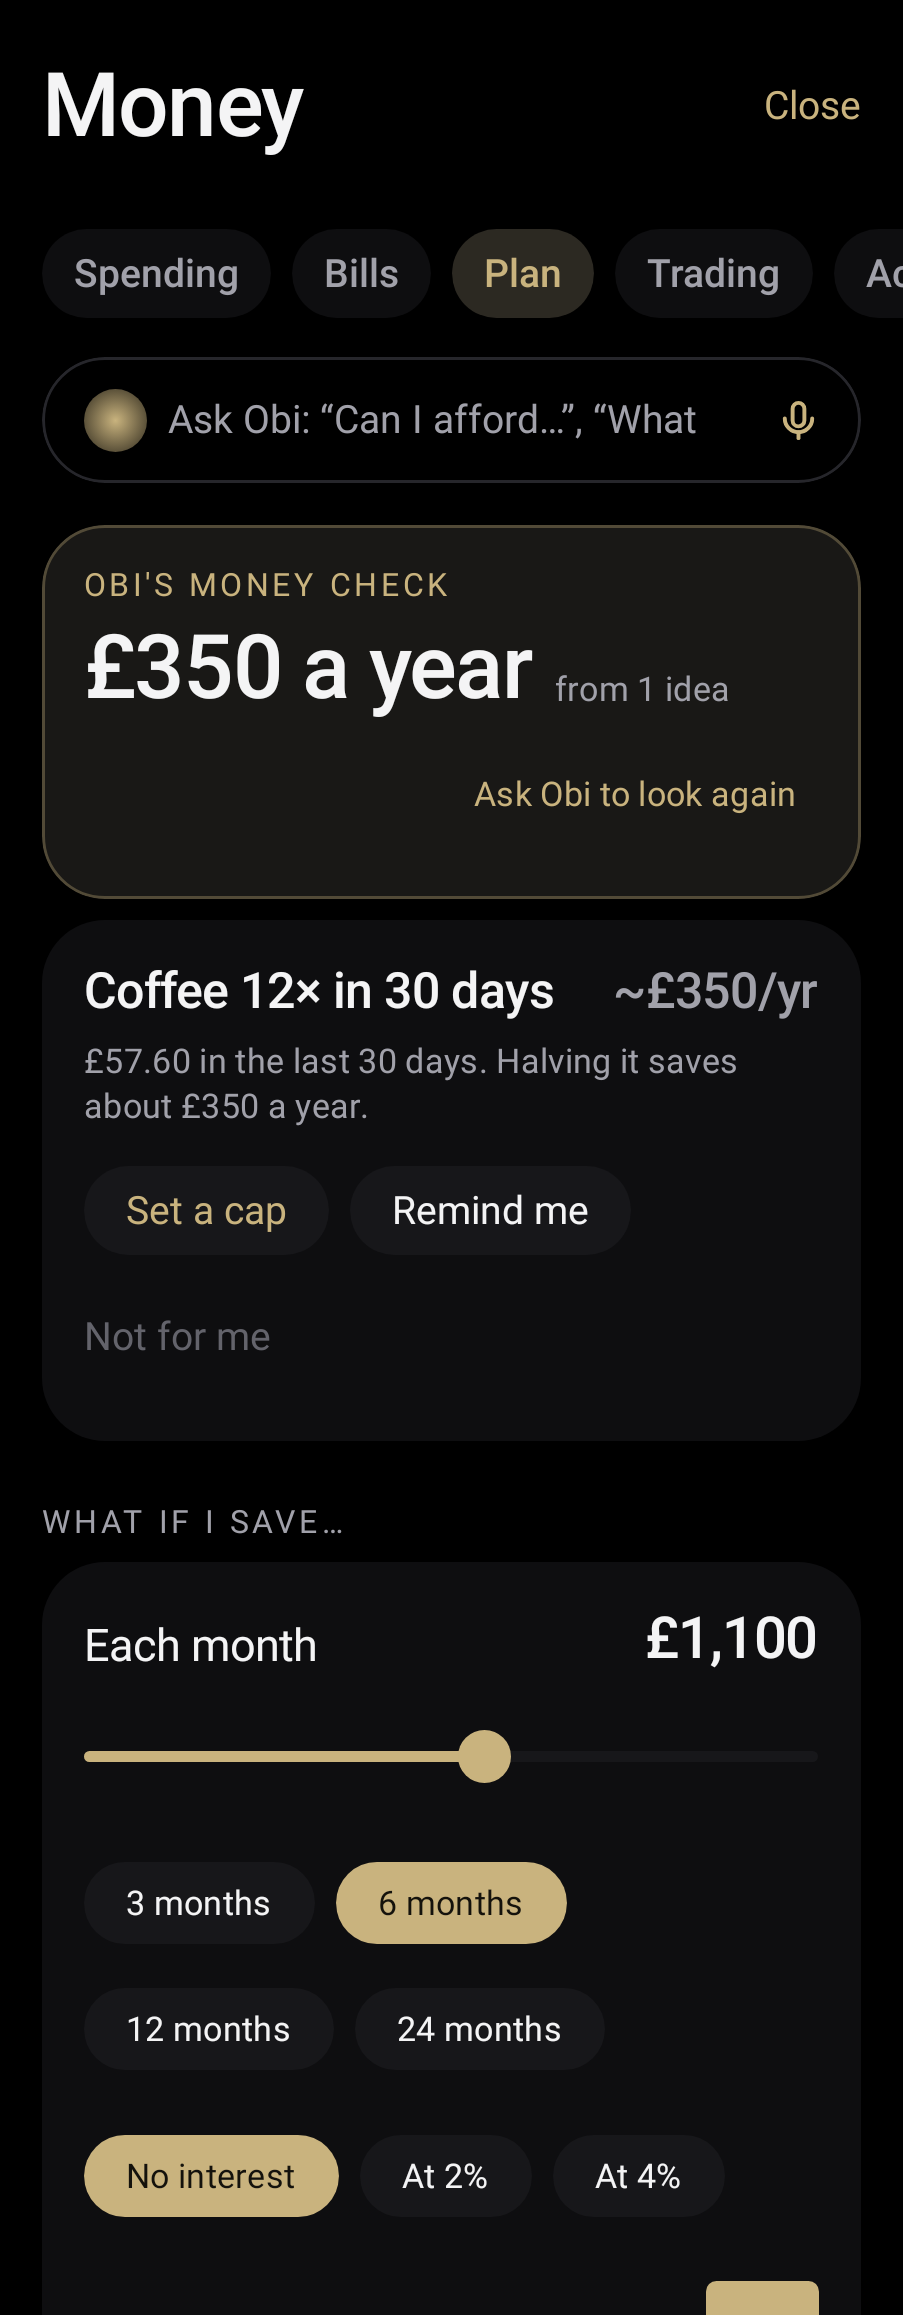 Money
Close
Spending
Bills
Plan
Trading
Ac
Ask Obi: “Can I afford…”, “What
OBI'S MONEY CHECK
£350 a year from 1 idea
Ask Obi to look again
Coffee 12× in 30 days ~£350/yr
£57.60 in the last 30 days. Halving it saves
about £350 a year.
Set a cap
Remind me
Not for me
WHAT IF I SAVE…
Each month £1,100
3 months
6 months
12 months
24 months
No interest
At 2%
At 4%